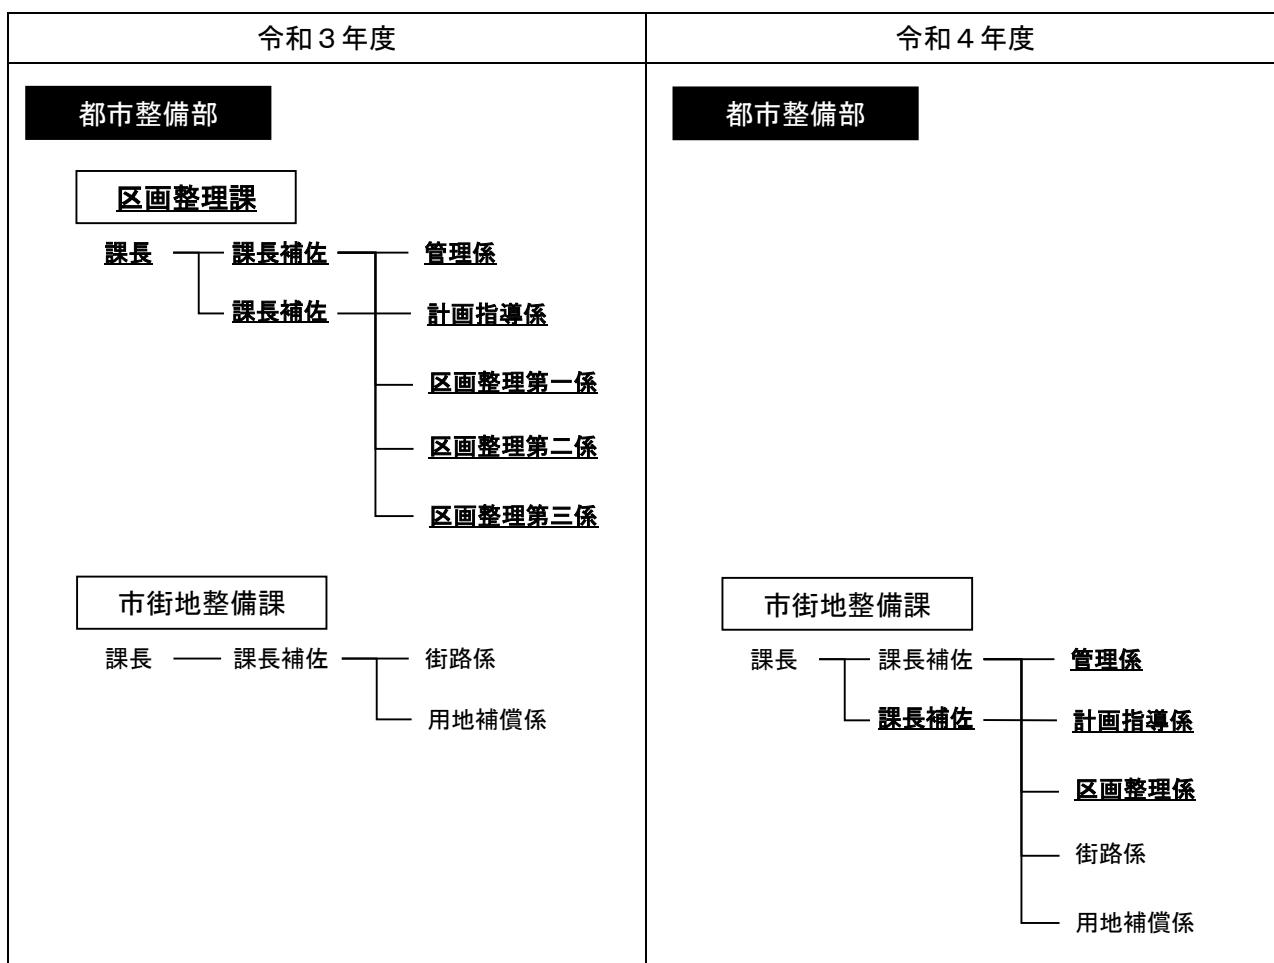 令和３年度
令和４年度
都市整備部
都市整備部
区画整理課
課長 課長補佐 管理係
課長補佐 計画指導係
区画整理第一係
区画整理第二係
区画整理第三係
市街地整備課
課長 課長補佐 街路係
用地補償係
市街地整備課
課長 課長補佐 管理係
課長補佐 計画指導係
区画整理係
街路係
用地補償係